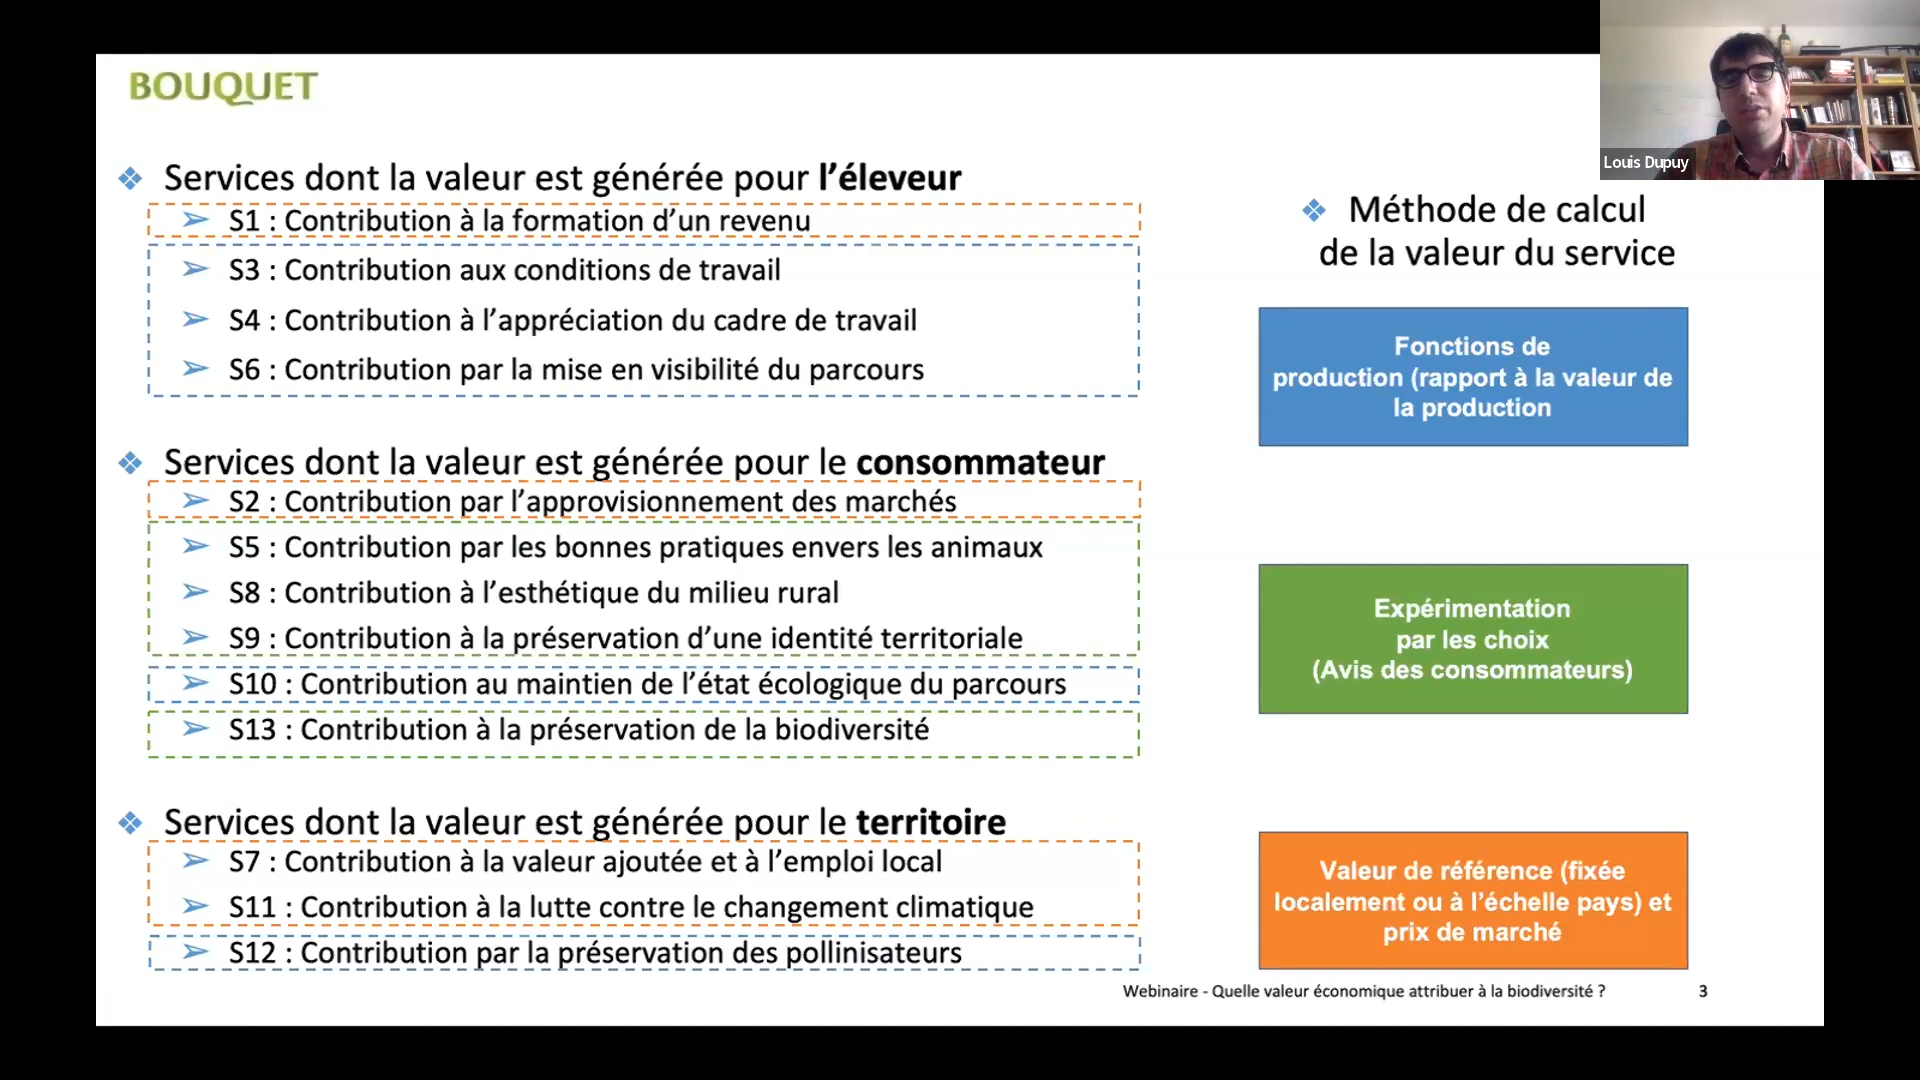 BOUQUET
Services dont la valeur est générée pour l’éleveur
S1 : Contribution à la formation d’un revenu
S3 : Contribution aux conditions de travail
S4 : Contribution à l’appréciation du cadre de travail
S6 : Contribution par la mise en visibilité du parcours
Services dont la valeur est générée pour le consommateur
S2 : Contribution par l’approvisionnement des marchés
S5 : Contribution par les bonnes pratiques envers les animaux
S8 : Contribution à l’esthétique du milieu rural
S9 : Contribution à la préservation d’une identité territoriale
S10 : Contribution au maintien de l’état écologique du parcours
S13 : Contribution à la préservation de la biodiversité
Services dont la valeur est générée pour le territoire
S7 : Contribution à la valeur ajoutée et à l’emploi local
S11 : Contribution à la lutte contre le changement climatique
S12 : Contribution par la préservation des pollinisateurs
Louis Dupuy
Méthode de calcul
de la valeur du service
Fonctions de
production (rapport à la valeur de
la production
Expérimentation
par les choix
(Avis des consommateurs)
Valeur de référence (fixée
localement ou à l’échelle pays) et
prix de marché
Webinaire - Quelle valeur économique attribuer à la biodiversité ?
3